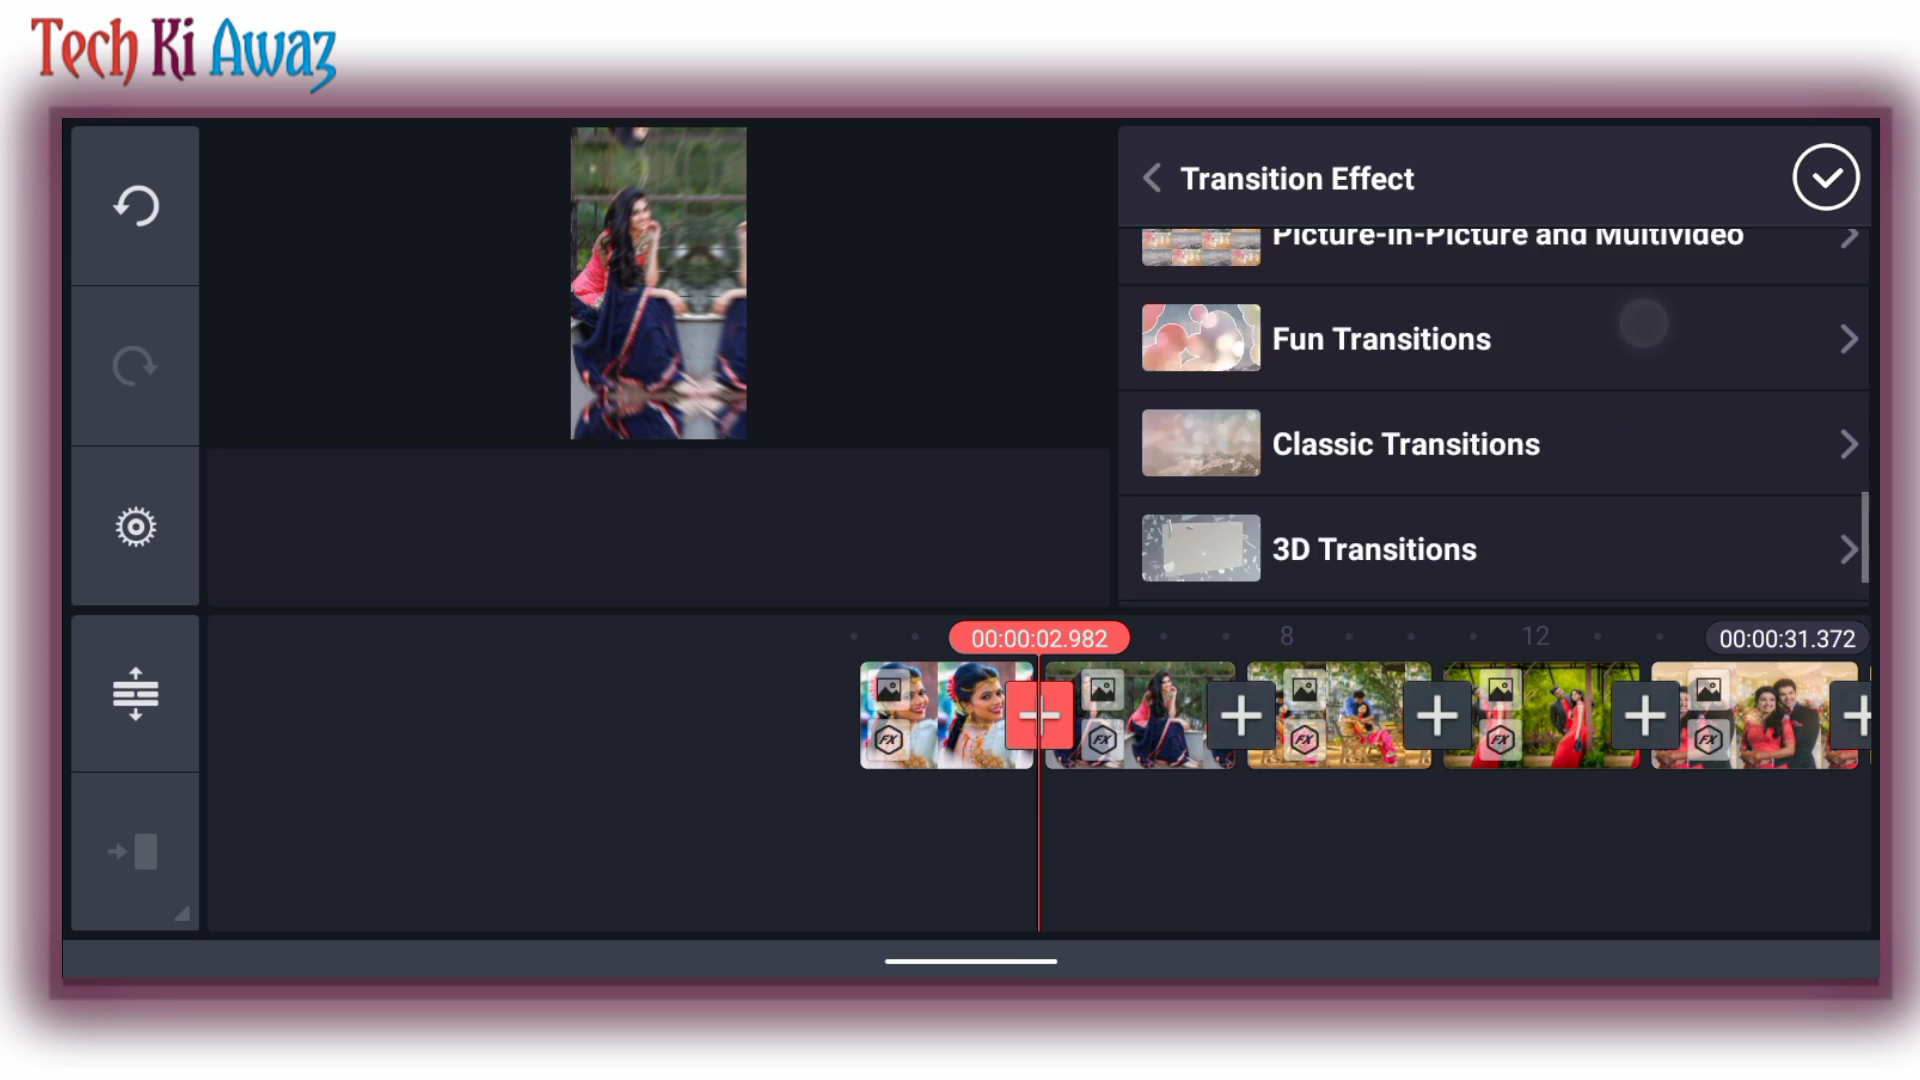 Tech Ki Awaz
Transition Effect
Picture-in-Picture and Multivideo
Fun Transitions
Classic Transitions
3D Transitions
00:00:02.982
8
12
00:00:31.372
FX
FX
FX
FX
FX